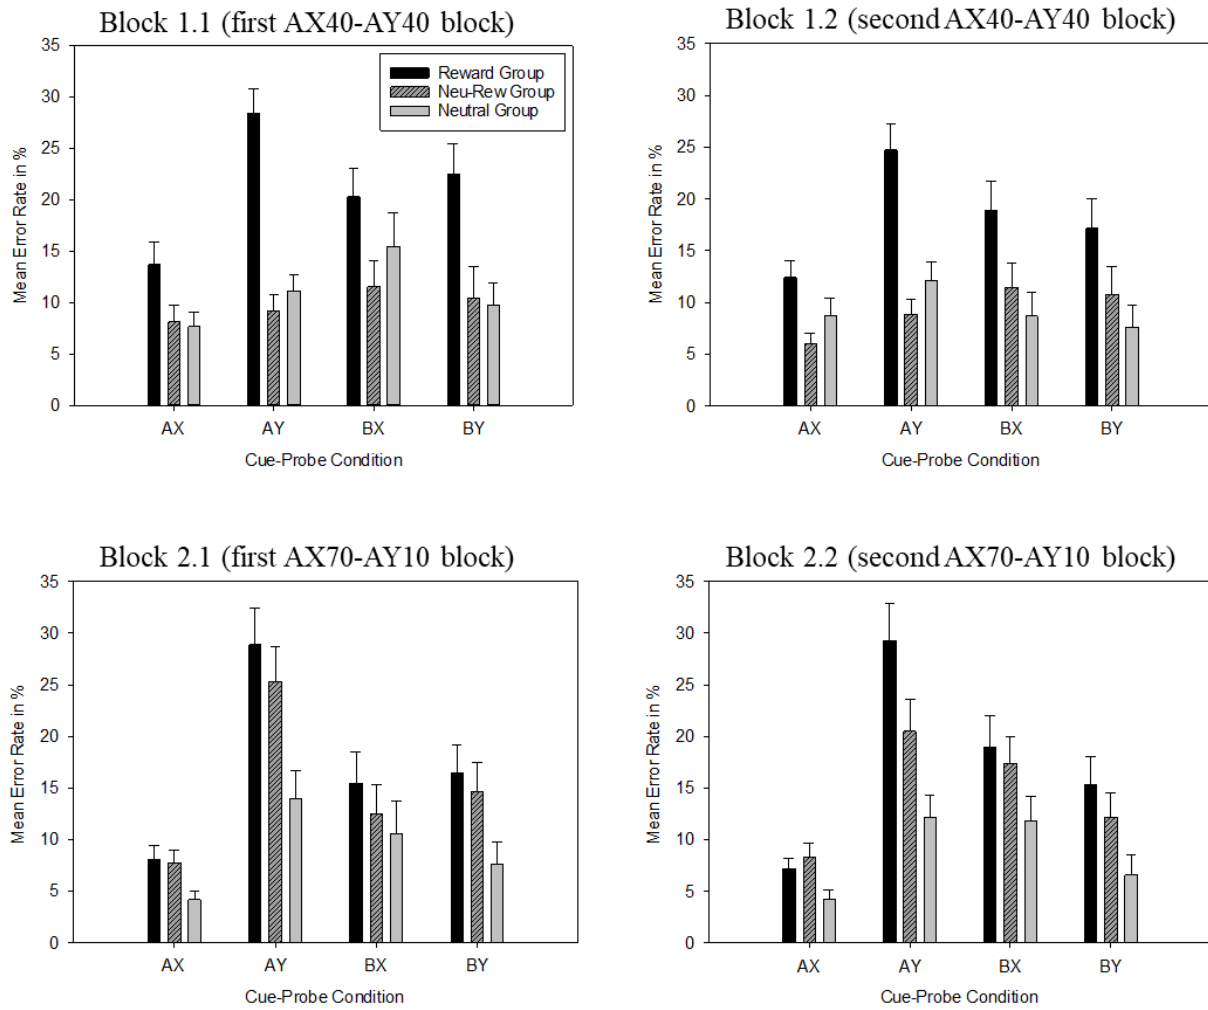 Block 1.1 (first AX40-AY40 block)
35
30
25
20
15
10
5
0
Mean Error Rate in %
Reward Group
Neu-Rew Group
Neutral Group
AX AY BX BY
Cue-Probe Condition
Block 1.2 (second AX40-AY40 block)
35
30
25
20
15
10
5
0
Mean Error Rate in %
AX AY BX BY
Cue-Probe Condition
Block 2.1 (first AX70-AY10 block)
35
30
25
20
15
10
5
0
Mean Error Rate in %
AX AY BX BY
Cue-Probe Condition
Block 2.2 (second AX70-AY10 block)
35
30
25
20
15
10
5
0
Mean Error Rate in %
AX AY BX BY
Cue-Probe Condition